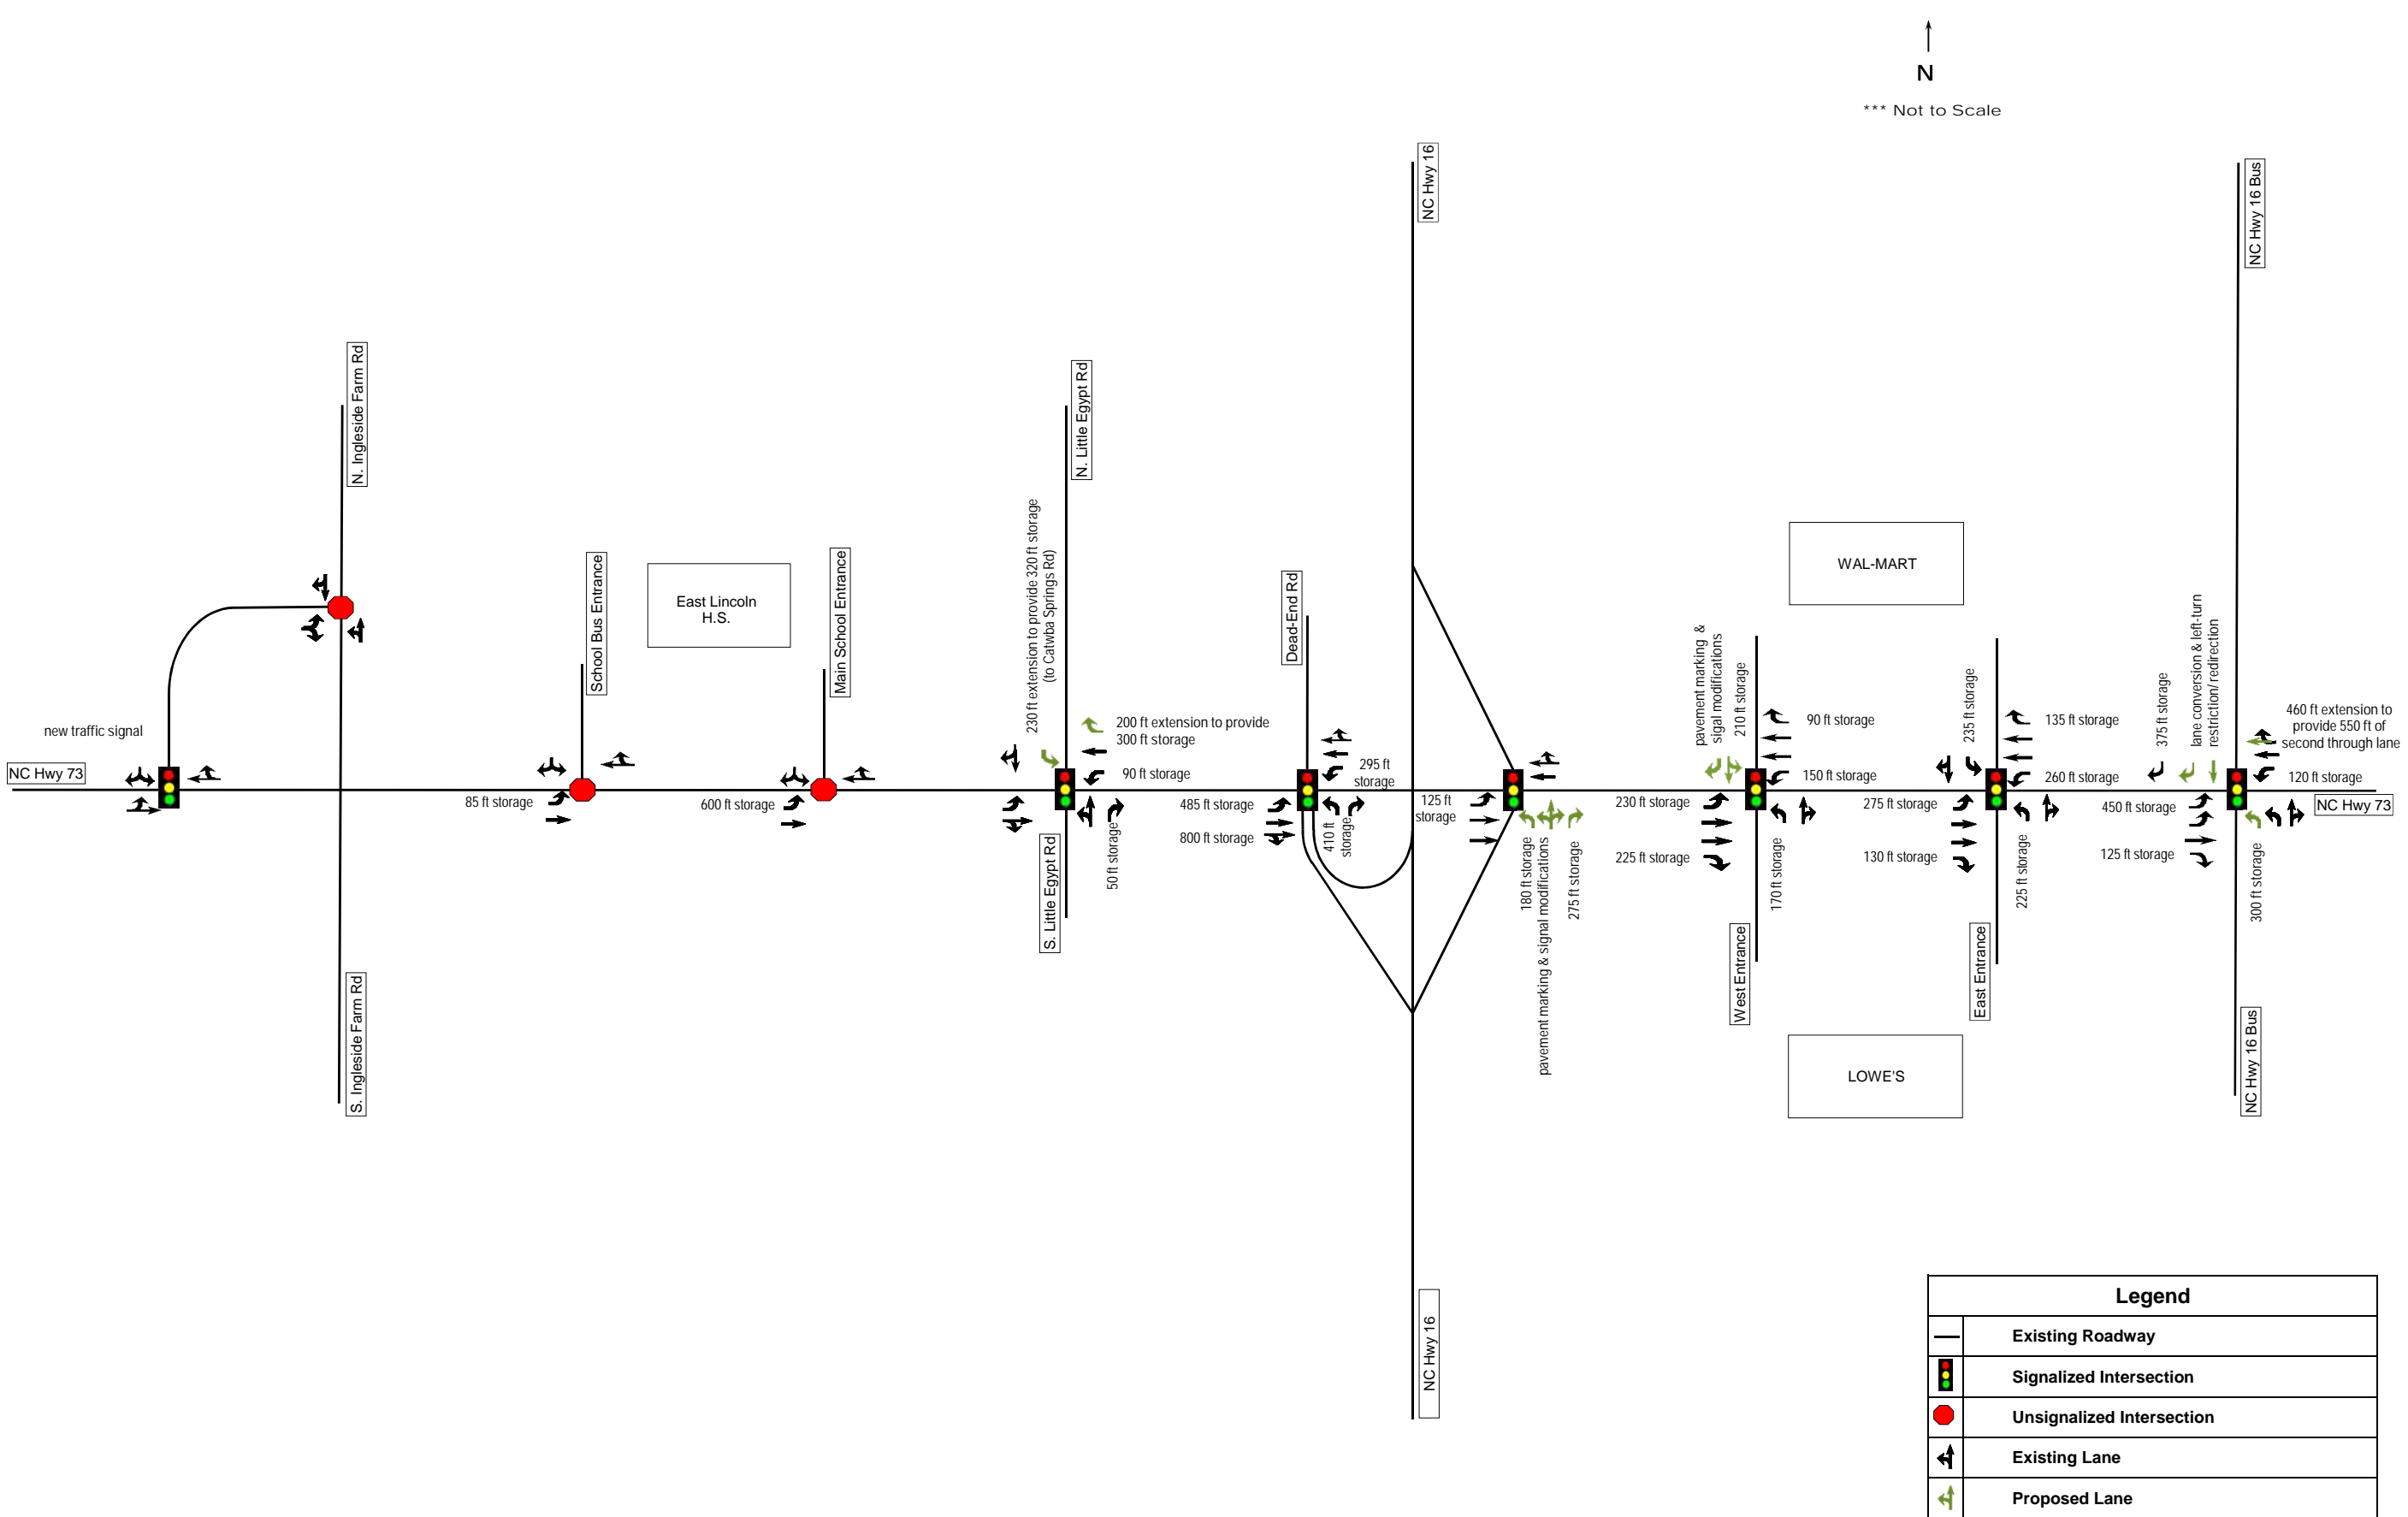 N
*** Not to Scale
NC Hwy 16
NC Hwy 16 Bus
N. Ingleside Farm Rd
N. Little Egypt Rd
230 ft extension to provide 320 ft storage
(to Catwba Springs Rd)
School Bus Entrance
East Lincoln
H.S.
Main School Entrance
Dead-End Rd
WAL-MART
pavement marking &
sigal modifications
210 ft storage
235 ft storage
375 ft storage
lane conversion & left-turn
restriction/ redirection
new traffic signal
NC Hwy 73
200 ft extension to provide
300 ft storage
90 ft storage
295 ft
storage
90 ft storage
150 ft storage
135 ft storage
260 ft storage
460 ft extension to
provide 550 ft of
second through lane
120 ft storage
NC Hwy 73
85 ft storage
600 ft storage
50 ft storage
485 ft storage
800 ft storage
410 ft
storage
125 ft
storage
180 ft storage
pavement marking & signal modifications
275 ft storage
230 ft storage
225 ft storage
170 ft storage
275 ft storage
130 ft storage
225 ft storage
450 ft storage
125 ft storage
300 ft storage
S. Little Egypt Rd
S. Ingleside Farm Rd
West Entrance
East Entrance
NC Hwy 16 Bus
LOWE'S
NC Hwy 16
Legend
Existing Roadway
Signalized Intersection
Unsignalized Intersection
Existing Lane
Proposed Lane